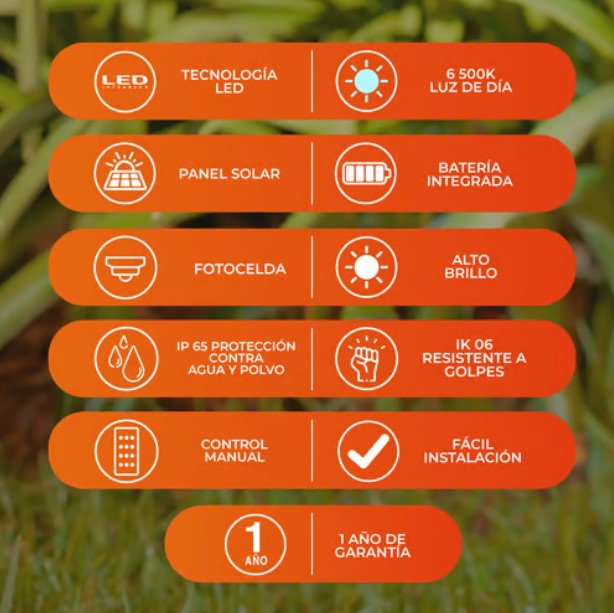 LED
INTEGRADO
TECNOLOGÍA
LED
6 500K
LUZ DE DÍA
PANEL SOLAR
BATERÍA
INTEGRADA
FOTOCELDA
ALTO
BRILLO
IP 65 PROTECCIÓN
CONTRA
AGUA Y POLVO
IK 06
RESISTENTE A
GOLPES
CONTROL
MANUAL
FÁCIL
INSTALACIÓN
1
AÑO
1 AÑO DE
GARANTÍA